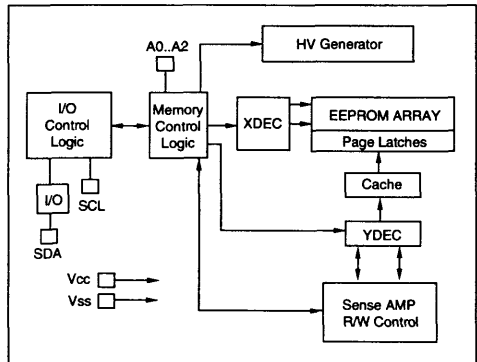 A0..A2
HV Generator
I/O
Control
Logic
Memory
Control
Logic
XDEC
EEPROM ARRAY
Page Latches
Cache
I/O
SCL
SDA
YDEC
Vcc
Vss
Sense AMP
R/W Control